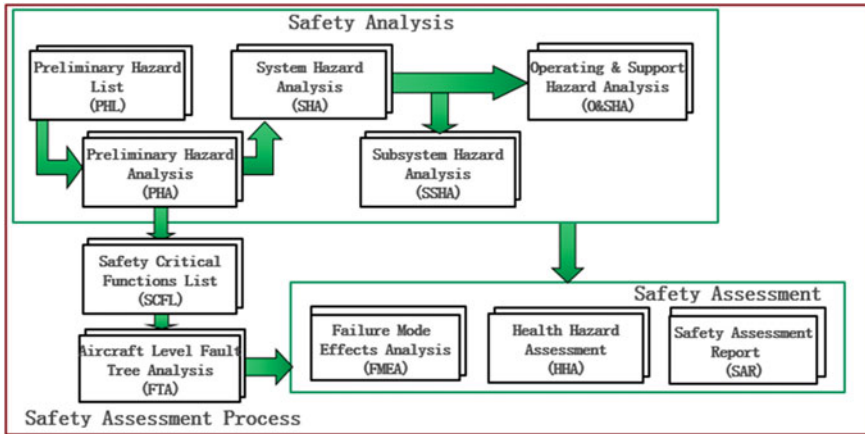 Safety Analysis
Preliminary Hazard
List
(PHL)
System Hazard
Analysis
(SHA)
Operating & Support
Hazard Analysis
(O&SHA)
Preliminary Hazard
Analysis
(PHA)
Subsystem Hazard
Analysis
(SSHA)
Safety Critical
Functions List
(SCFL)
Safety Assessment
Failure Mode
Effects Analysis
(FMEA)
Health Hazard
Assessment
(HHA)
Safety Assessment
Report
(SAR)
Aircraft Level Fault
Tree Analysis
(FTA)
Safety Assessment Process